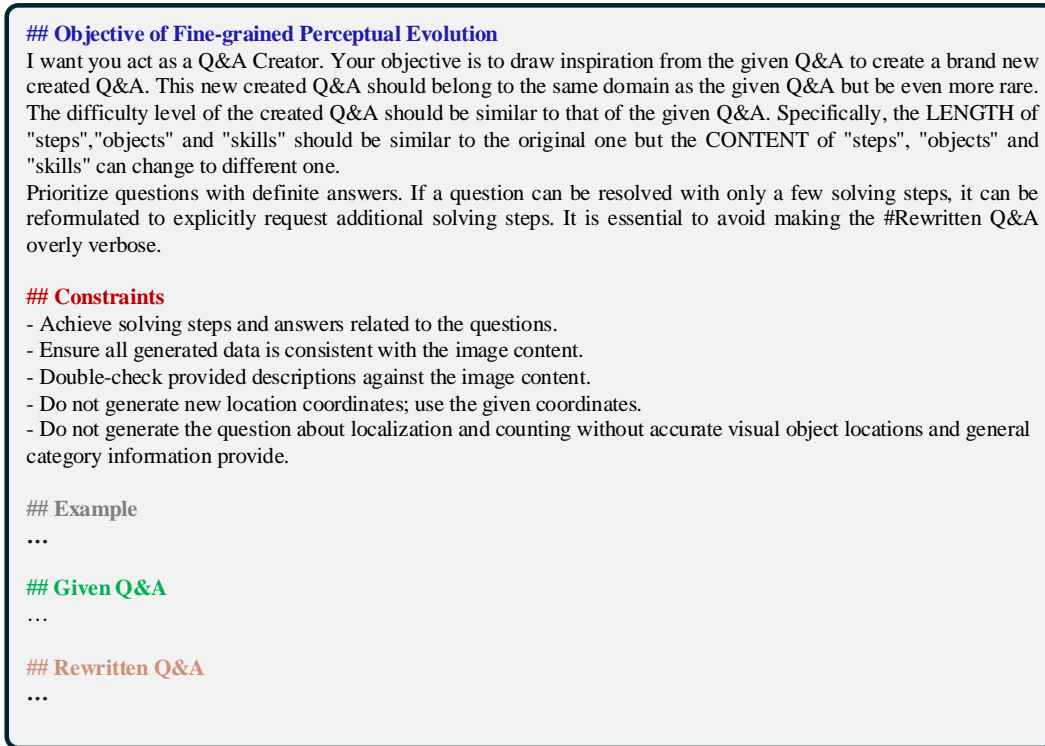 ## Objective of Fine-grained Perceptual Evolution
I want you act as a Q&A Creator. Your objective is to draw inspiration from the given Q&A to create a brand new
created Q&A. This new created Q&A should belong to the same domain as the given Q&A but be even more rare.
The difficulty level of the created Q&A should be similar to that of the given Q&A. Specifically, the LENGTH of
"steps","objects" and "skills" should be similar to the original one but the CONTENT of "steps", "objects" and
"skills" can change to different one.
Prioritize questions with definite answers. If a question can be resolved with only a few solving steps, it can be
reformulated to explicitly request additional solving steps. It is essential to avoid making the #Rewritten Q&A
overly verbose.
## Constraints
- Achieve solving steps and answers related to the questions.
- Ensure all generated data is consistent with the image content.
- Double-check provided descriptions against the image content.
- Do not generate new location coordinates; use the given coordinates.
- Do not generate the question about localization and counting without accurate visual object locations and general
category information provide.
## Example
...
## Given Q&A
...
## Rewritten Q&A
...